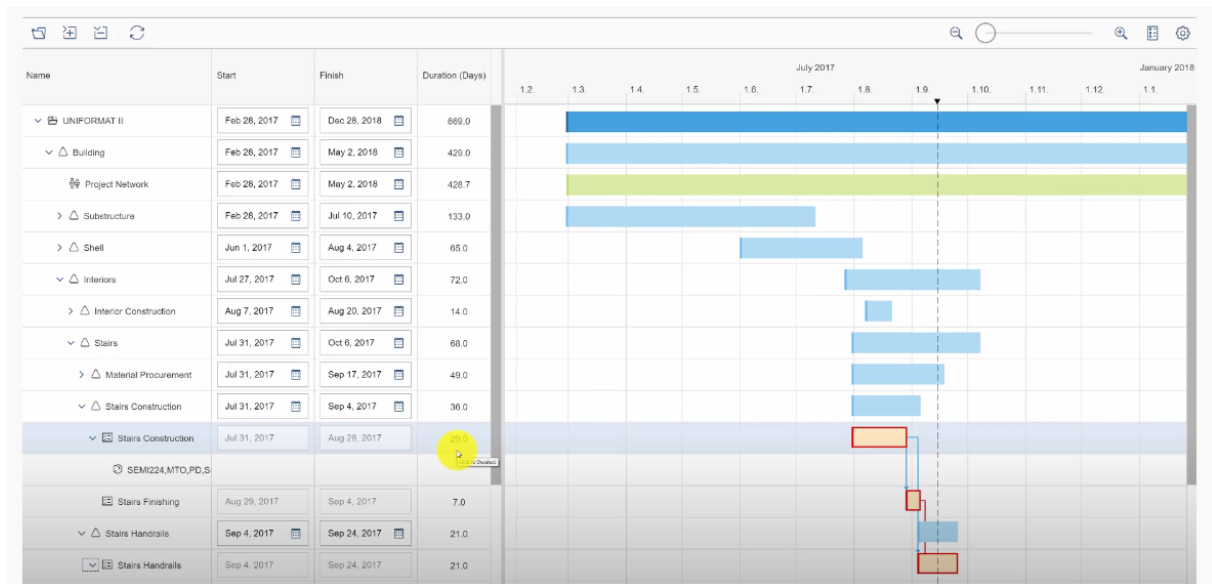 July 2017 January 2018
Name Start Finish Duration (Days)
1.2. 1.3. 1.4. 1.5. 1.6. 1.7. 1.8. 1.9. 1.10. 1.11. 1.12. 1.1.
UNIFORMAT II Feb 28, 2017 Dec 28, 2018 669.0
Building Feb 28, 2017 May 2, 2018 429.0
Project Network Feb 28, 2017 May 2, 2018 428.7
Substructure Feb 28, 2017 Jul 10, 2017 133.0
Shell Jun 1, 2017 Aug 4, 2017 65.0
Interiors Jul 27, 2017 Oct 6, 2017 72.0
Interior Construction Aug 7, 2017 Aug 20, 2017 14.0
Stairs Jul 31, 2017 Oct 6, 2017 68.0
Material Procurement Jul 31, 2017 Sep 17, 2017 49.0
Stairs Construction Jul 31, 2017 Sep 4, 2017 36.0
Stairs Construction Jul 31, 2017 Aug 28, 2017 29.0
SEMI224,MTO,PD,S
Stairs Finishing Aug 29, 2017 Sep 4, 2017 7.0
Stairs Handrails Sep 4, 2017 Sep 24, 2017 21.0
Stairs Handrails Sep 4, 2017 Sep 24, 2017 21.0